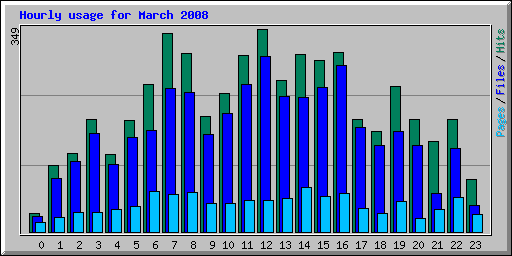 Hourly usage for March 2008
349
Pages / Files / Hits
0 1 2 3 4 5 6 7 8 9 10 11 12 13 14 15 16 17 18 19 20 21 22 23